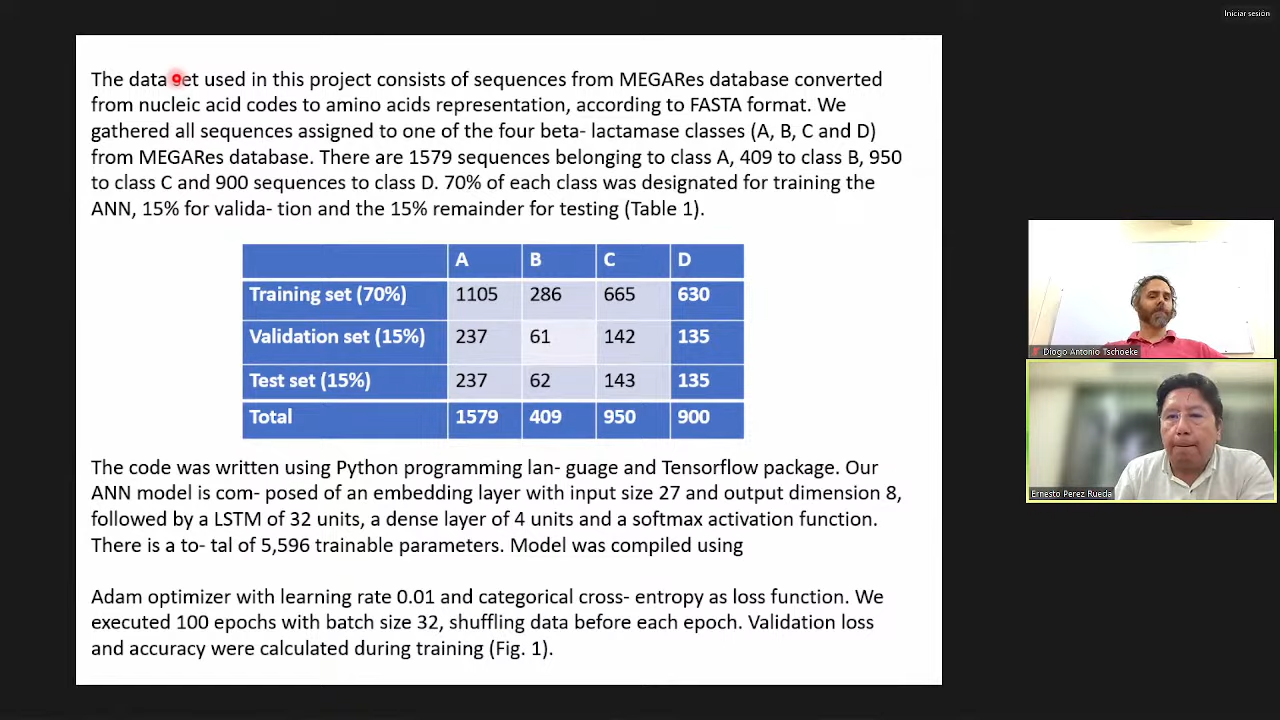 Iniciar sesión
The data set used in this project consists of sequences from MEGARes database converted
from nucleic acid codes to amino acids representation, according to FASTA format. We
gathered all sequences assigned to one of the four beta- lactamase classes (A, B, C and D)
from MEGARes database. There are 1579 sequences belonging to class A, 409 to class B, 950
to class C and 900 sequences to class D. 70% of each class was designated for training the
ANN, 15% for valida- tion and the 15% remainder for testing (Table 1).
A B C D
Training set (70%) 1105 286 665 630
Validation set (15%) 237 61 142 135
Test set (15%) 237 62 143 135
Total 1579 409 950 900
The code was written using Python programming lan- guage and Tensorflow package. Our
ANN model is com- posed of an embedding layer with input size 27 and output dimension 8,
followed by a LSTM of 32 units, a dense layer of 4 units and a softmax activation function.
There is a to- tal of 5,596 trainable parameters. Model was compiled using
Adam optimizer with learning rate 0.01 and categorical cross- entropy as loss function. We
executed 100 epochs with batch size 32, shuffling data before each epoch. Validation loss
and accuracy were calculated during training (Fig. 1).
Diogo Antonio Tschoeke
Ernesto Perez Rueda